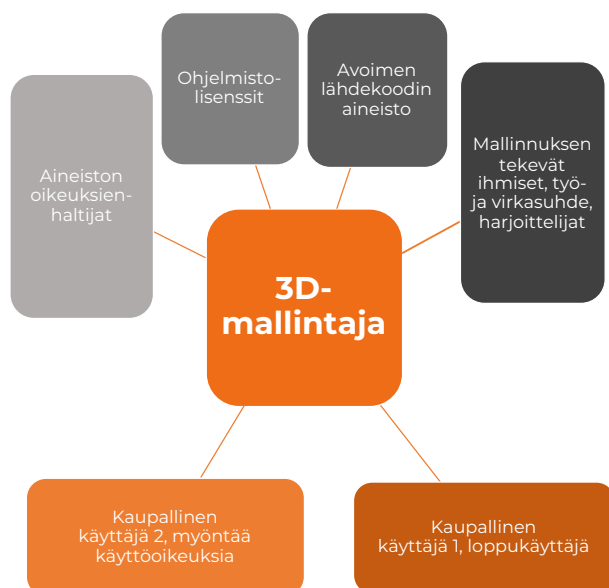 Aineiston
oikeuksien-
haltijat
Ohjelmisto-
lisenssit
Avoimen
lähdekoodin
aineisto
Mallinnuksen
tekevät
ihmiset, työ-
ja virkasuhde,
harjoittelijat
3D-
mallintaja
Kaupallinen
käyttäjä 2, myöntää
käyttöoikeuksia
Kaupallinen
käyttäjä 1, loppukäyttäjä